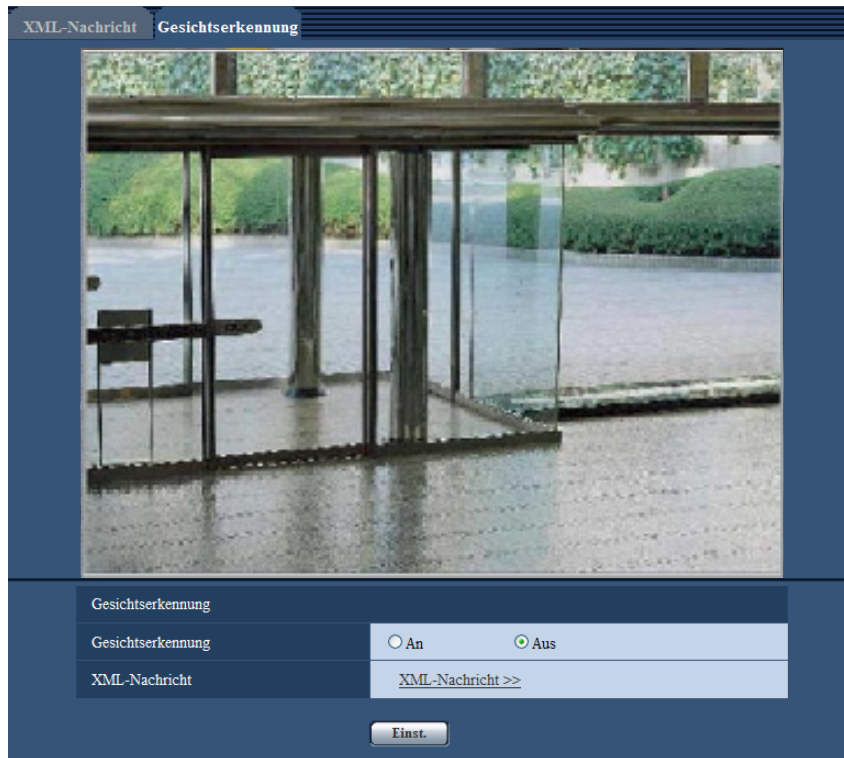 XML-Nachricht Gesichtserkennung
Gesichtserkennung
Gesichtserkennung An Aus
XML-Nachricht XML-Nachricht >>
Einst.